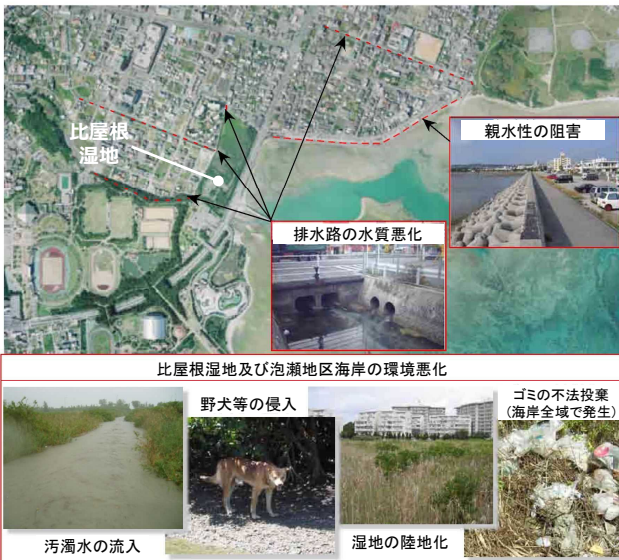 比屋根
湿地
親水性の阻害
排水路の水質悪化
比屋根湿地及び泡瀬地区海岸の環境悪化
野犬等の侵入
ゴミの不法投棄
(海岸全域で発生)
汚濁水の流入
湿地の陸地化